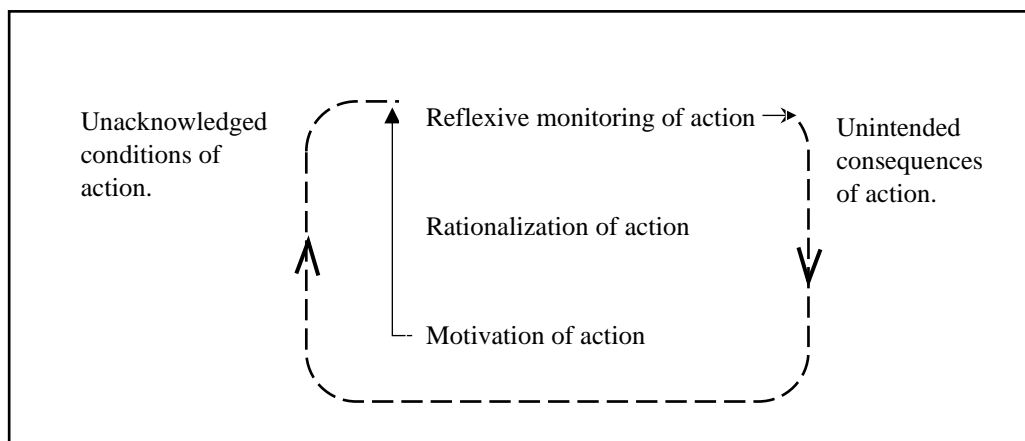 Unacknowledged
conditions of
action.
Reflexive monitoring of action
Rationalization of action
Motivation of action
Unintended
consequences
of action.